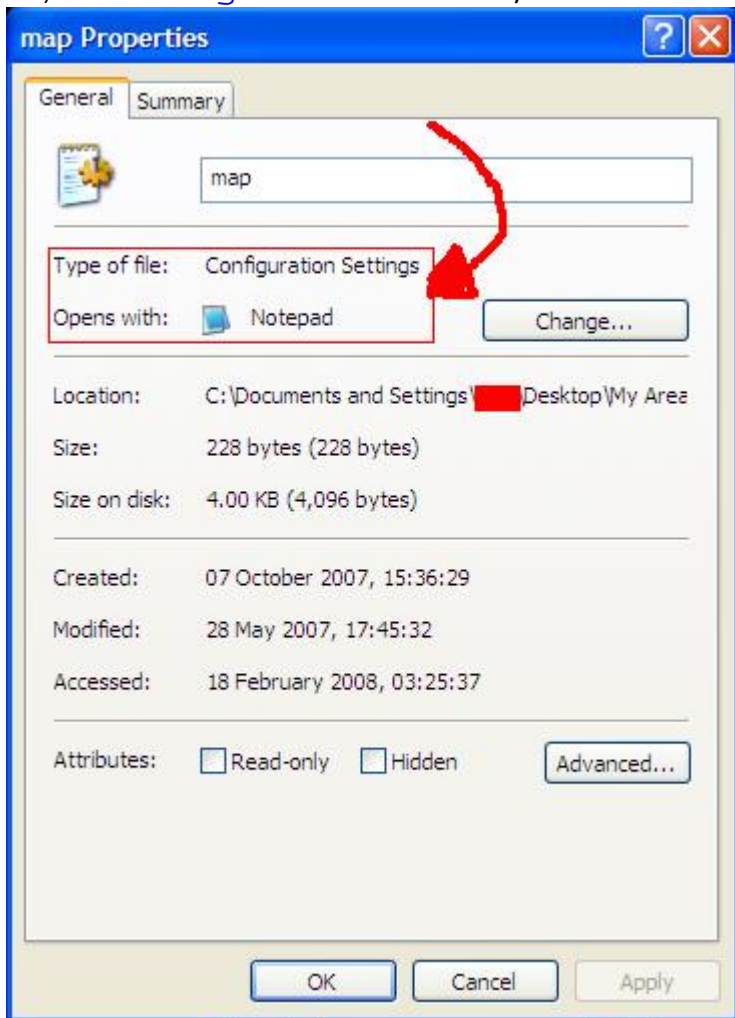 map Properties
General Summary
map
Type of file: Configuration Settings
Opens with: Notepad Change...
Location: C:\Documents and Settings\ Desktop\My Area
Size: 228 bytes (228 bytes)
Size on disk: 4.00 KB (4,096 bytes)
Created: 07 October 2007, 15:36:29
Modified: 28 May 2007, 17:45:32
Accessed: 18 February 2008, 03:25:37
Attributes: Read-only Hidden Advanced...
OK Cancel Apply